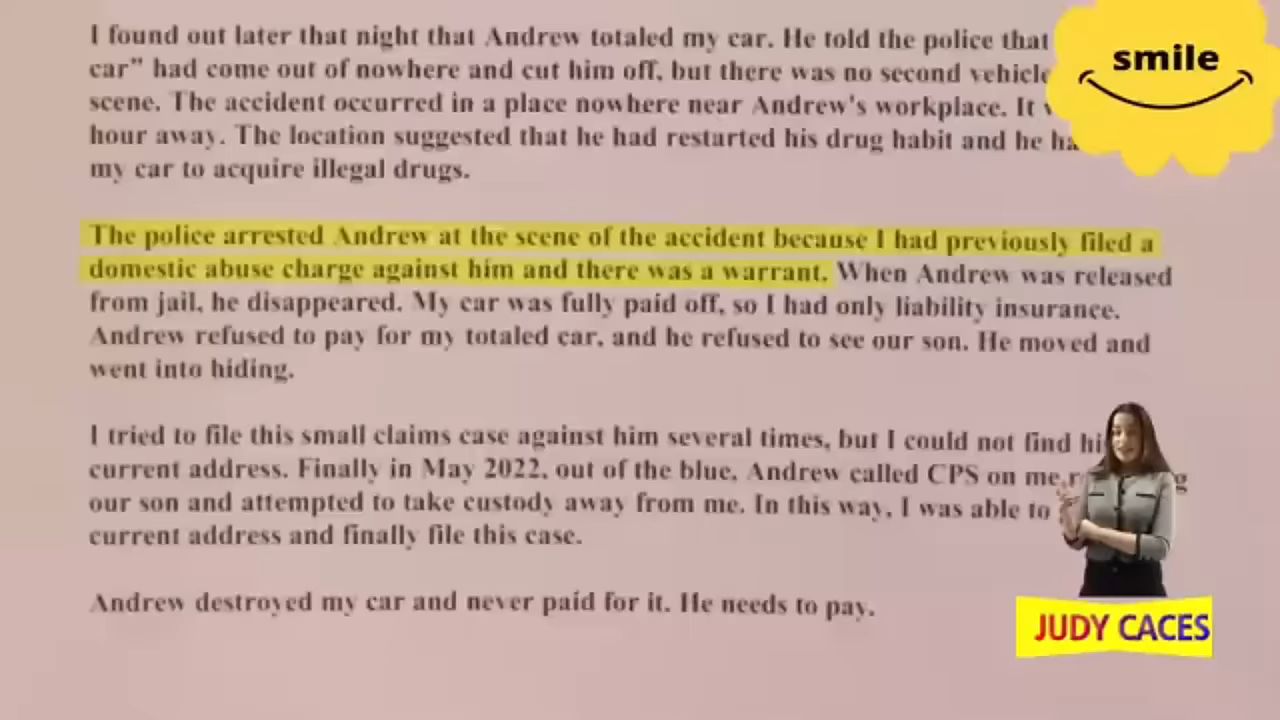 I found out later that night that Andrew totaled my car. He told the police that
car" had come out of nowhere and cut him off, but there was no second vehicle
scene. The accident occurred in a place nowhere near Andrew's workplace. It
hour away. The location suggested that he had restarted his drug habit and he
my car to acquire illegal drugs.
The police arrested Andrew at the scene of the accident because I had previously filed a
domestic abuse charge against him and there was a warrant. When Andrew was released
from jail, he disappeared. My car was fully paid off, so I had only liability insurance.
Andrew refused to pay for my totaled car, and he refused to see our son. He moved and
went into hiding.
I tried to file this small claims case against him several times, but I could not find
current address. Finally in May 2022, out of the blue, Andrew called CPS on me
our son and attempted to take custody away from me. In this way, I was able to
current address and finally file this case.
Andrew destroyed my car and never paid for it. He needs to pay.
smile
JUDY CACES